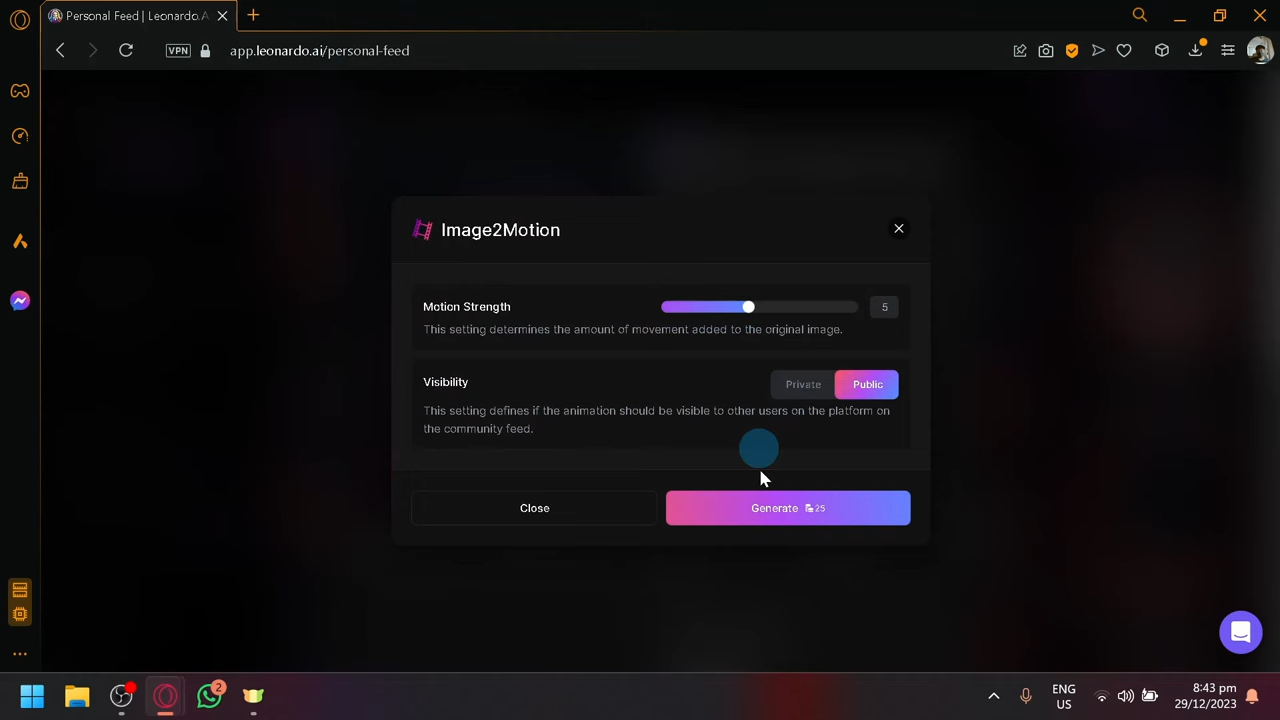 Personal Feed | Leonardo.A
VPN
app.leonardo.ai/personal-feed
Image2Motion
Motion Strength
5
This setting determines the amount of movement added to the original image.
Visibility
Private
Public
This setting defines if the animation should be visible to other users on the platform on
the community feed.
Close
Generate 25
2
ENG
US
8:43 pm
29/12/2023